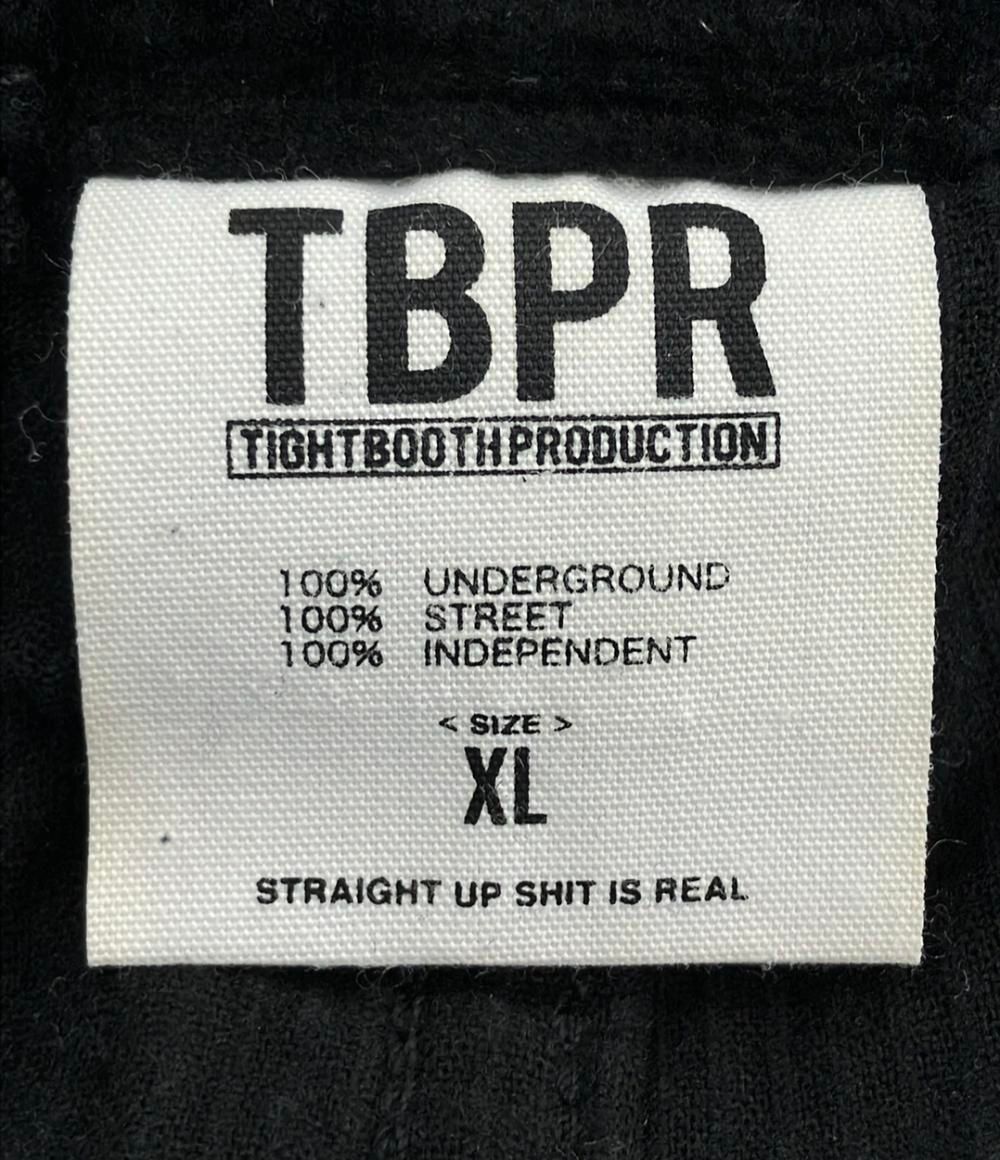 TBPR
TIGHTBOOTHPRODUCTION
100% UNDERGROUND
100% STREET
100% INDEPENDENT
< SIZE >
XL
STRAIGHT UP SHIT IS REAL